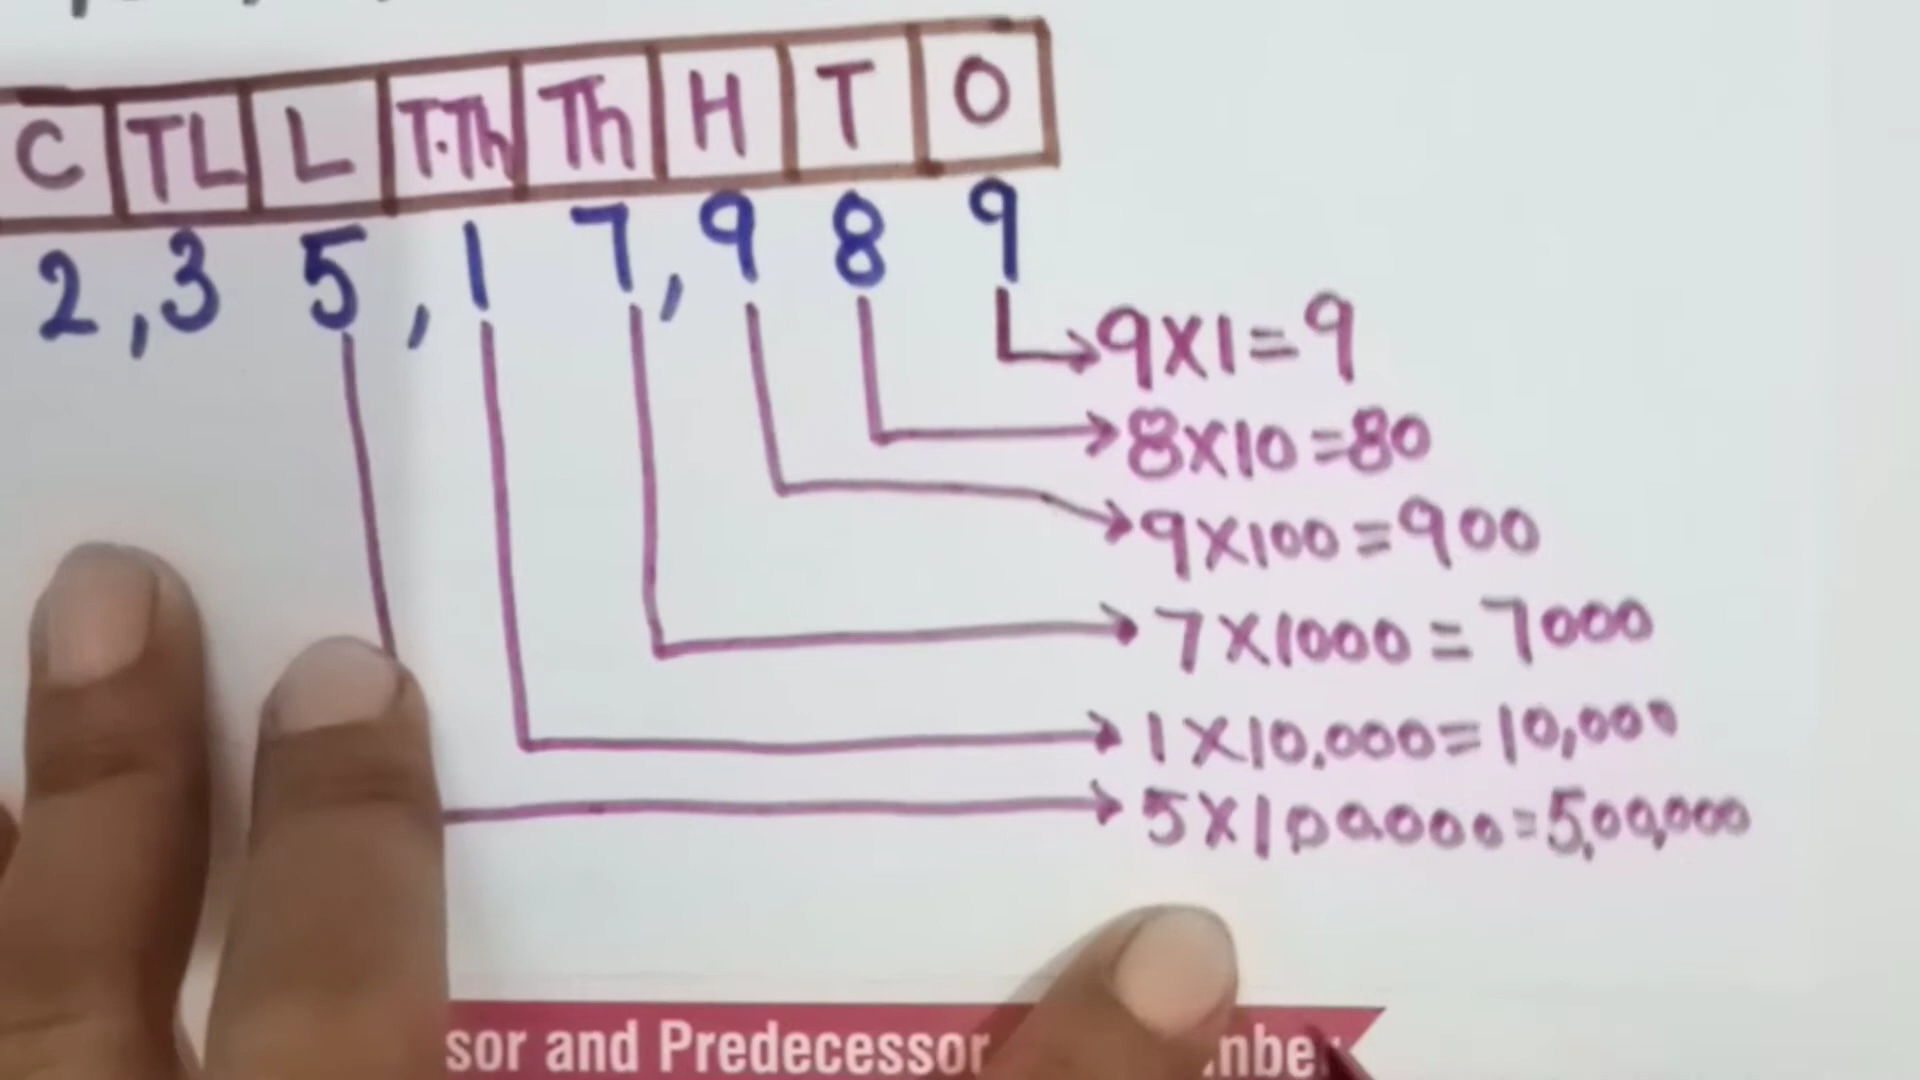 C TL L T.Th Th H T O
2,3 5,1 7,9 8 9
9X1=9
8X10=80
9X100=900
7X1000=7000
1X10,000=10,000
5X100000=5,00,000
sor and Predecessor